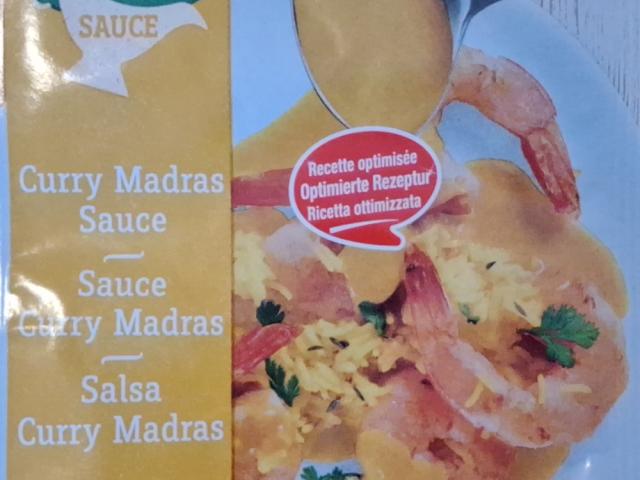 SAUCE
Curry Madras
Sauce
Sauce
Curry Madras
Salsa
Curry Madras
Recette optimisée
Optimierte Rezeptur
Ricetta ottimizzata